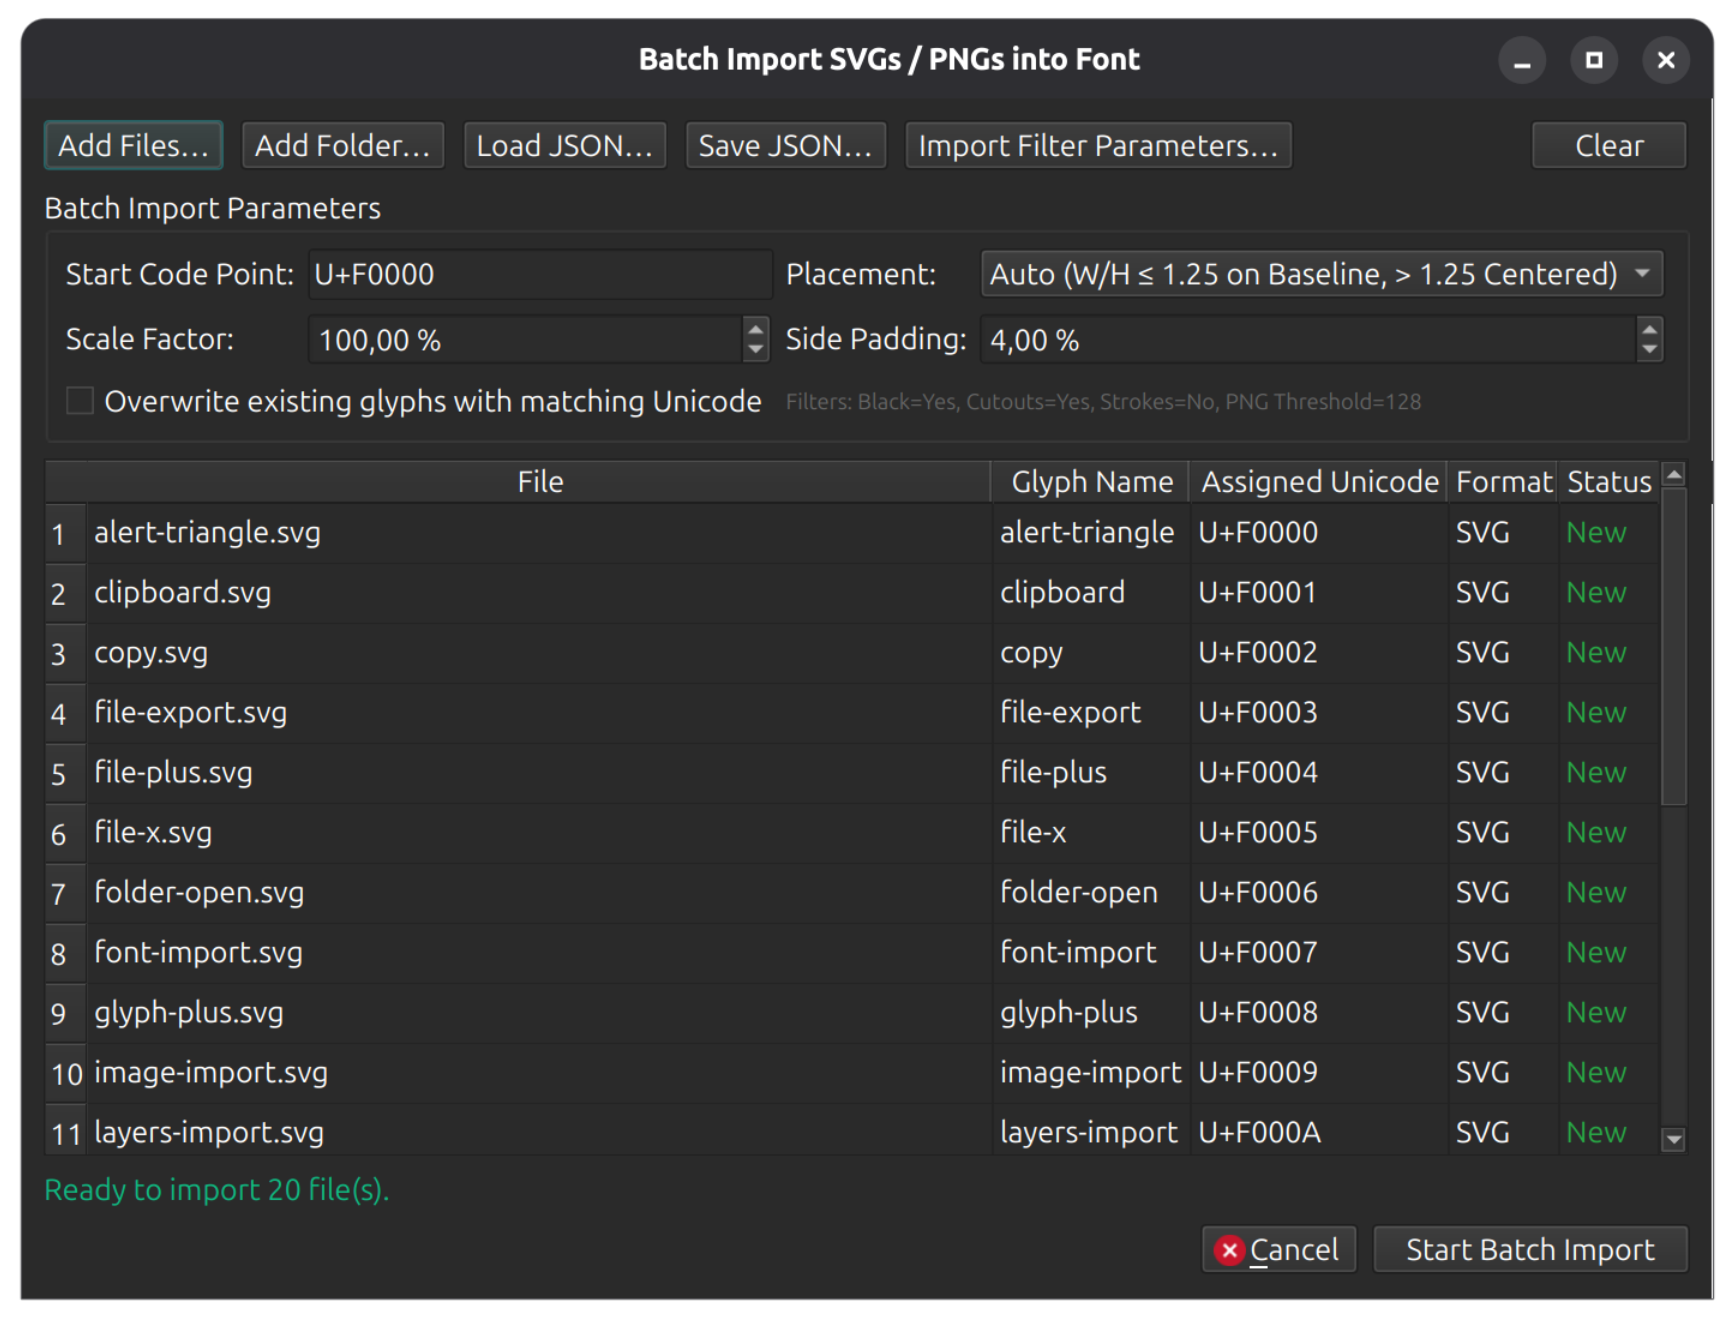 Batch Import SVGs / PNGs into Font
Add Files... Add Folder... Load JSON... Save JSON... Import Filter Parameters... Clear
Batch Import Parameters
Start Code Point: U+F0000 Placement: Auto (W/H ≤ 1.25 on Baseline, > 1.25 Centered)
Scale Factor: 100,00 % Side Padding: 4,00 %
Overwrite existing glyphs with matching Unicode Filters: Black=Yes, Cutouts=Yes, Strokes=No, PNG Threshold=128
File Glyph Name Assigned Unicode Format Status
1 alert-triangle.svg alert-triangle U+F0000 SVG New
2 clipboard.svg clipboard U+F0001 SVG New
3 copy.svg copy U+F0002 SVG New
4 file-export.svg file-export U+F0003 SVG New
5 file-plus.svg file-plus U+F0004 SVG New
6 file-x.svg file-x U+F0005 SVG New
7 folder-open.svg folder-open U+F0006 SVG New
8 font-import.svg font-import U+F0007 SVG New
9 glyph-plus.svg glyph-plus U+F0008 SVG New
10 image-import.svg image-import U+F0009 SVG New
11 layers-import.svg layers-import U+F000A SVG New
Ready to import 20 file(s).
Cancel Start Batch Import